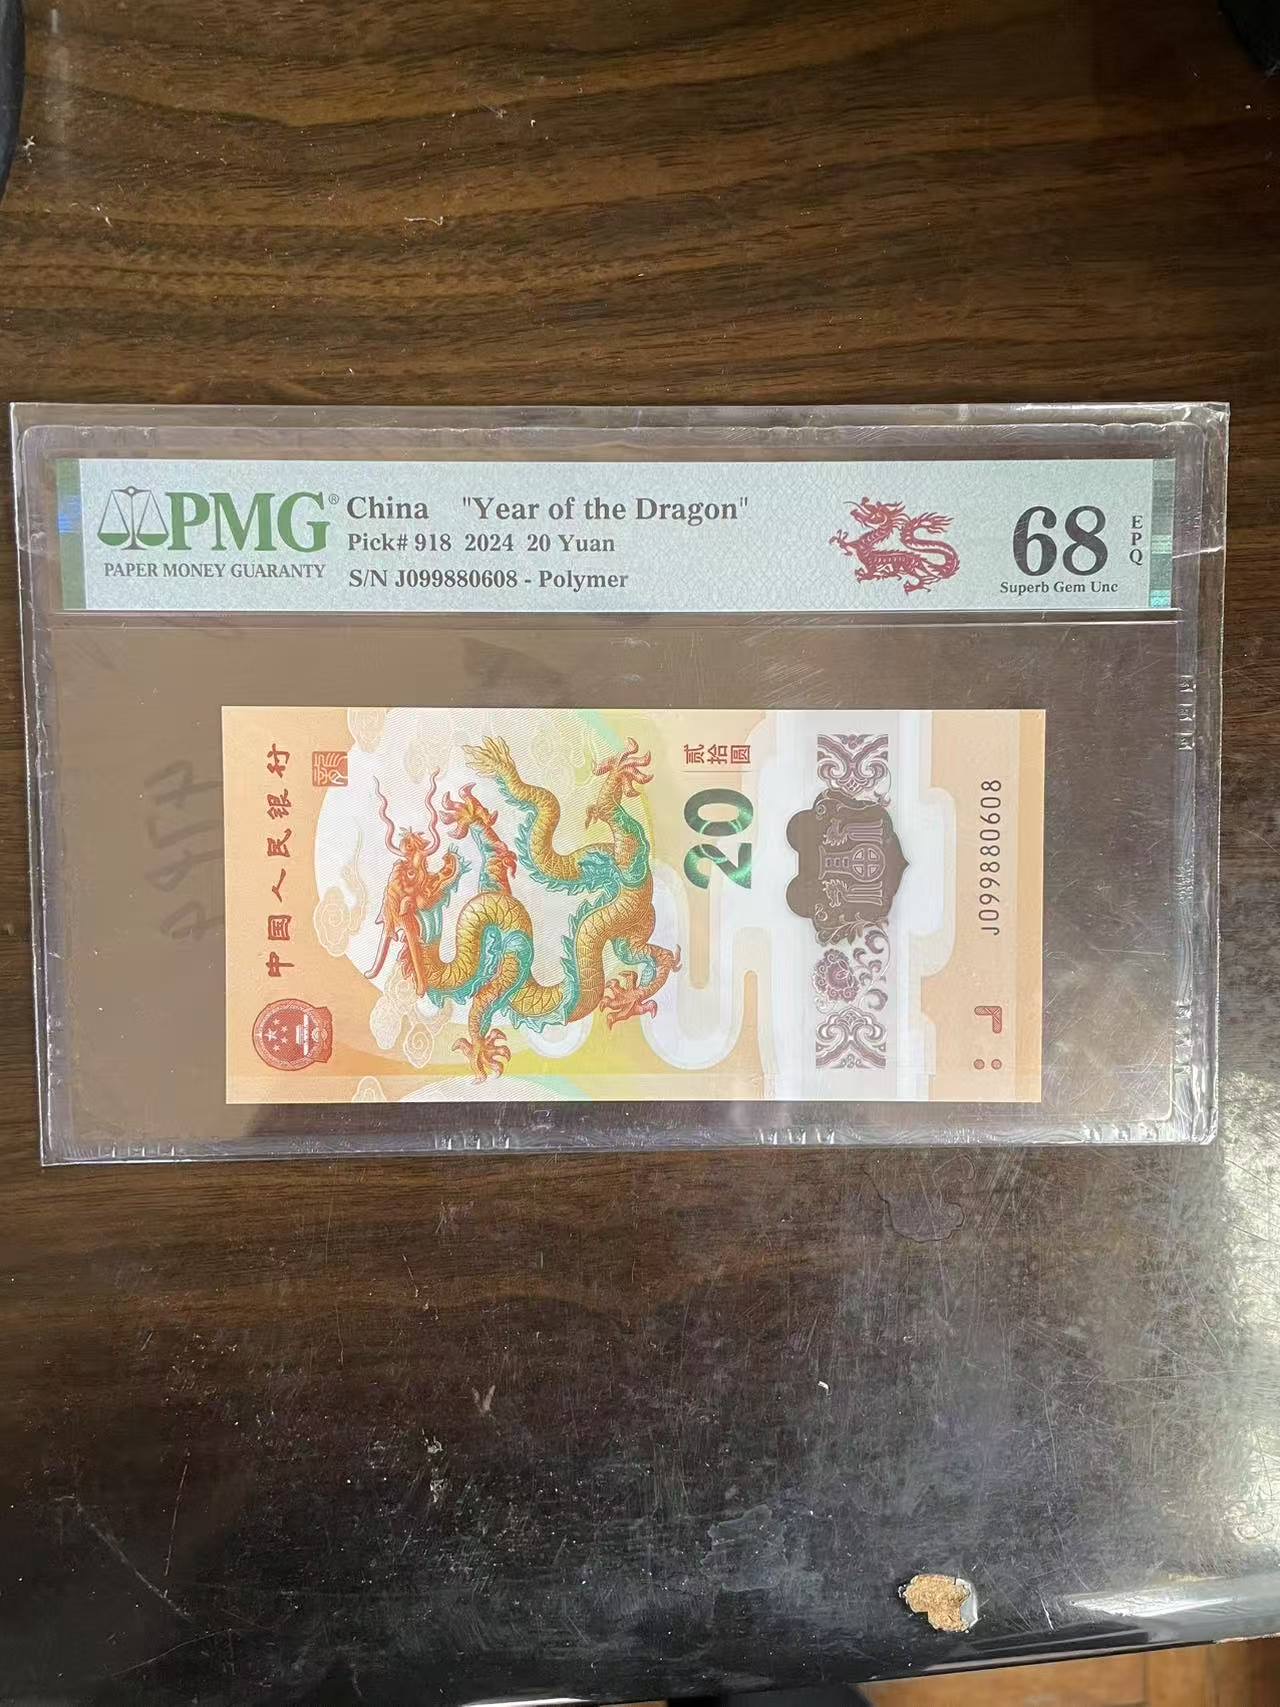 PMG®
PAPER MONEY GUARANTY
China "Year of the Dragon"
Pick# 918 2024 20 Yuan
S/N J099880608 - Polymer
68
EPQ
Superb Gem Unc
中国人民银行
贰拾圆
20
福
J099880608